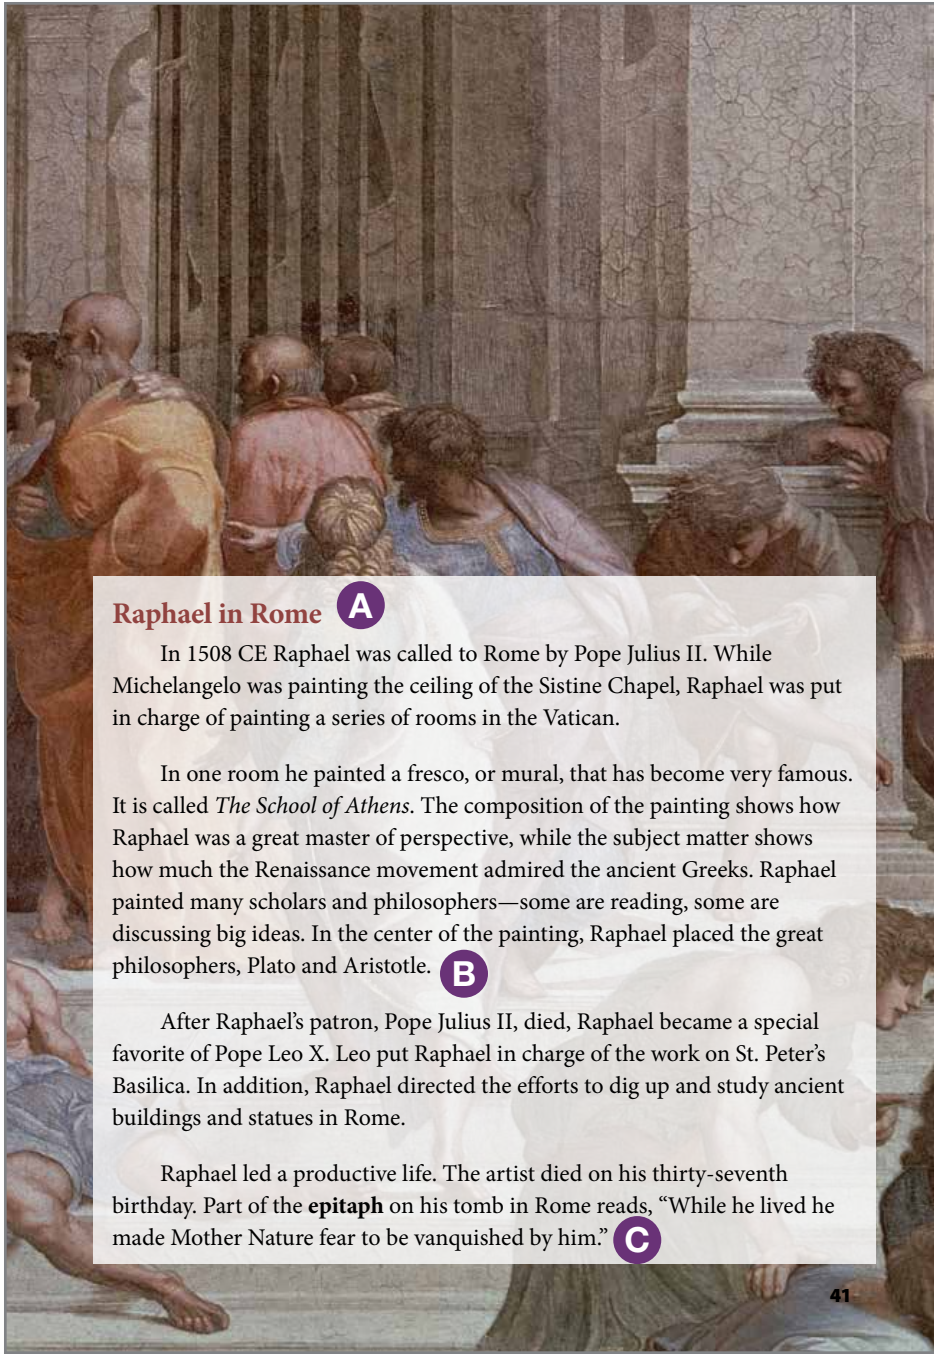 Raphael in Rome A
In 1508 CE Raphael was called to Rome by Pope Julius II. While
Michelangelo was painting the ceiling of the Sistine Chapel, Raphael was put
in charge of painting a series of rooms in the Vatican.
In one room he painted a fresco, or mural, that has become very famous.
It is called The School of Athens. The composition of the painting shows how
Raphael was a great master of perspective, while the subject matter shows
how much the Renaissance movement admired the ancient Greeks. Raphael
painted many scholars and philosophers—some are reading, some are
discussing big ideas. In the center of the painting, Raphael placed the great
philosophers, Plato and Aristotle. B
After Raphael’s patron, Pope Julius II, died, Raphael became a special
favorite of Pope Leo X. Leo put Raphael in charge of the work on St. Peter’s
Basilica. In addition, Raphael directed the efforts to dig up and study ancient
buildings and statues in Rome.
Raphael led a productive life. The artist died on his thirty-seventh
birthday. Part of the epitaph on his tomb in Rome reads, “While he lived he
made Mother Nature fear to be vanquished by him.” C
41